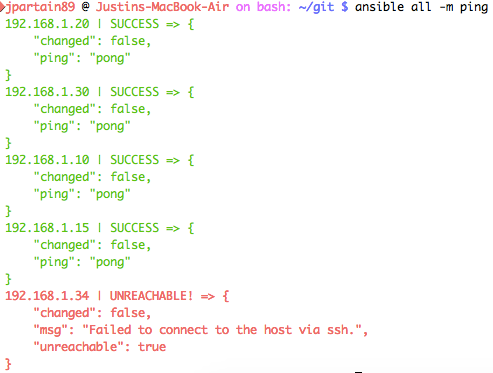 jpartain89 @ Justins-MacBook-Air on bash: ~/git $ ansible all -m ping
192.168.1.20 | SUCCESS => {
    "changed": false,
    "ping": "pong"
}
192.168.1.30 | SUCCESS => {
    "changed": false,
    "ping": "pong"
}
192.168.1.10 | SUCCESS => {
    "changed": false,
    "ping": "pong"
}
192.168.1.15 | SUCCESS => {
    "changed": false,
    "ping": "pong"
}
192.168.1.34 | UNREACHABLE! => {
    "changed": false,
    "msg": "Failed to connect to the host via ssh.",
    "unreachable": true
}